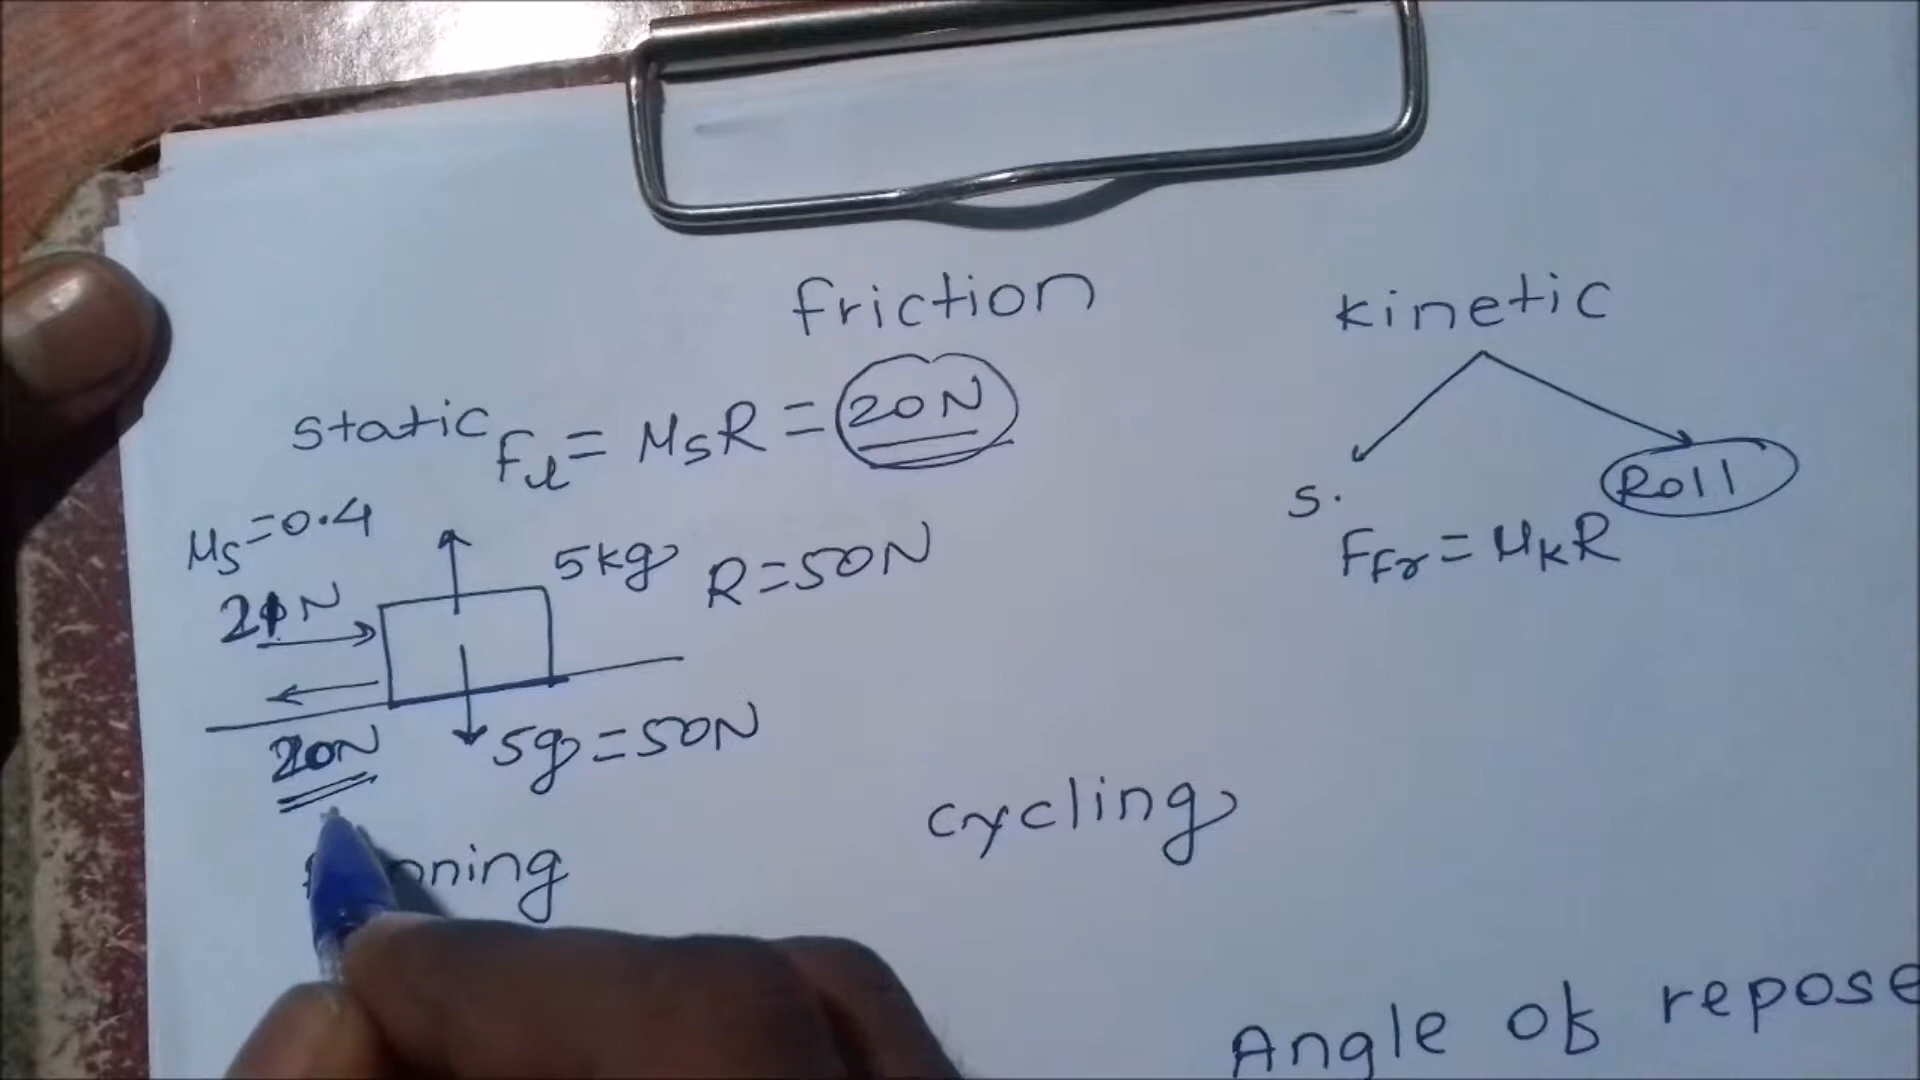 friction
kinetic
static Fl = μsR = 20N
S. Roll
μs=0.4
Ffr = μkR
5kg R=50N
21N
20N
5g=50N
cycling
Angle of repose